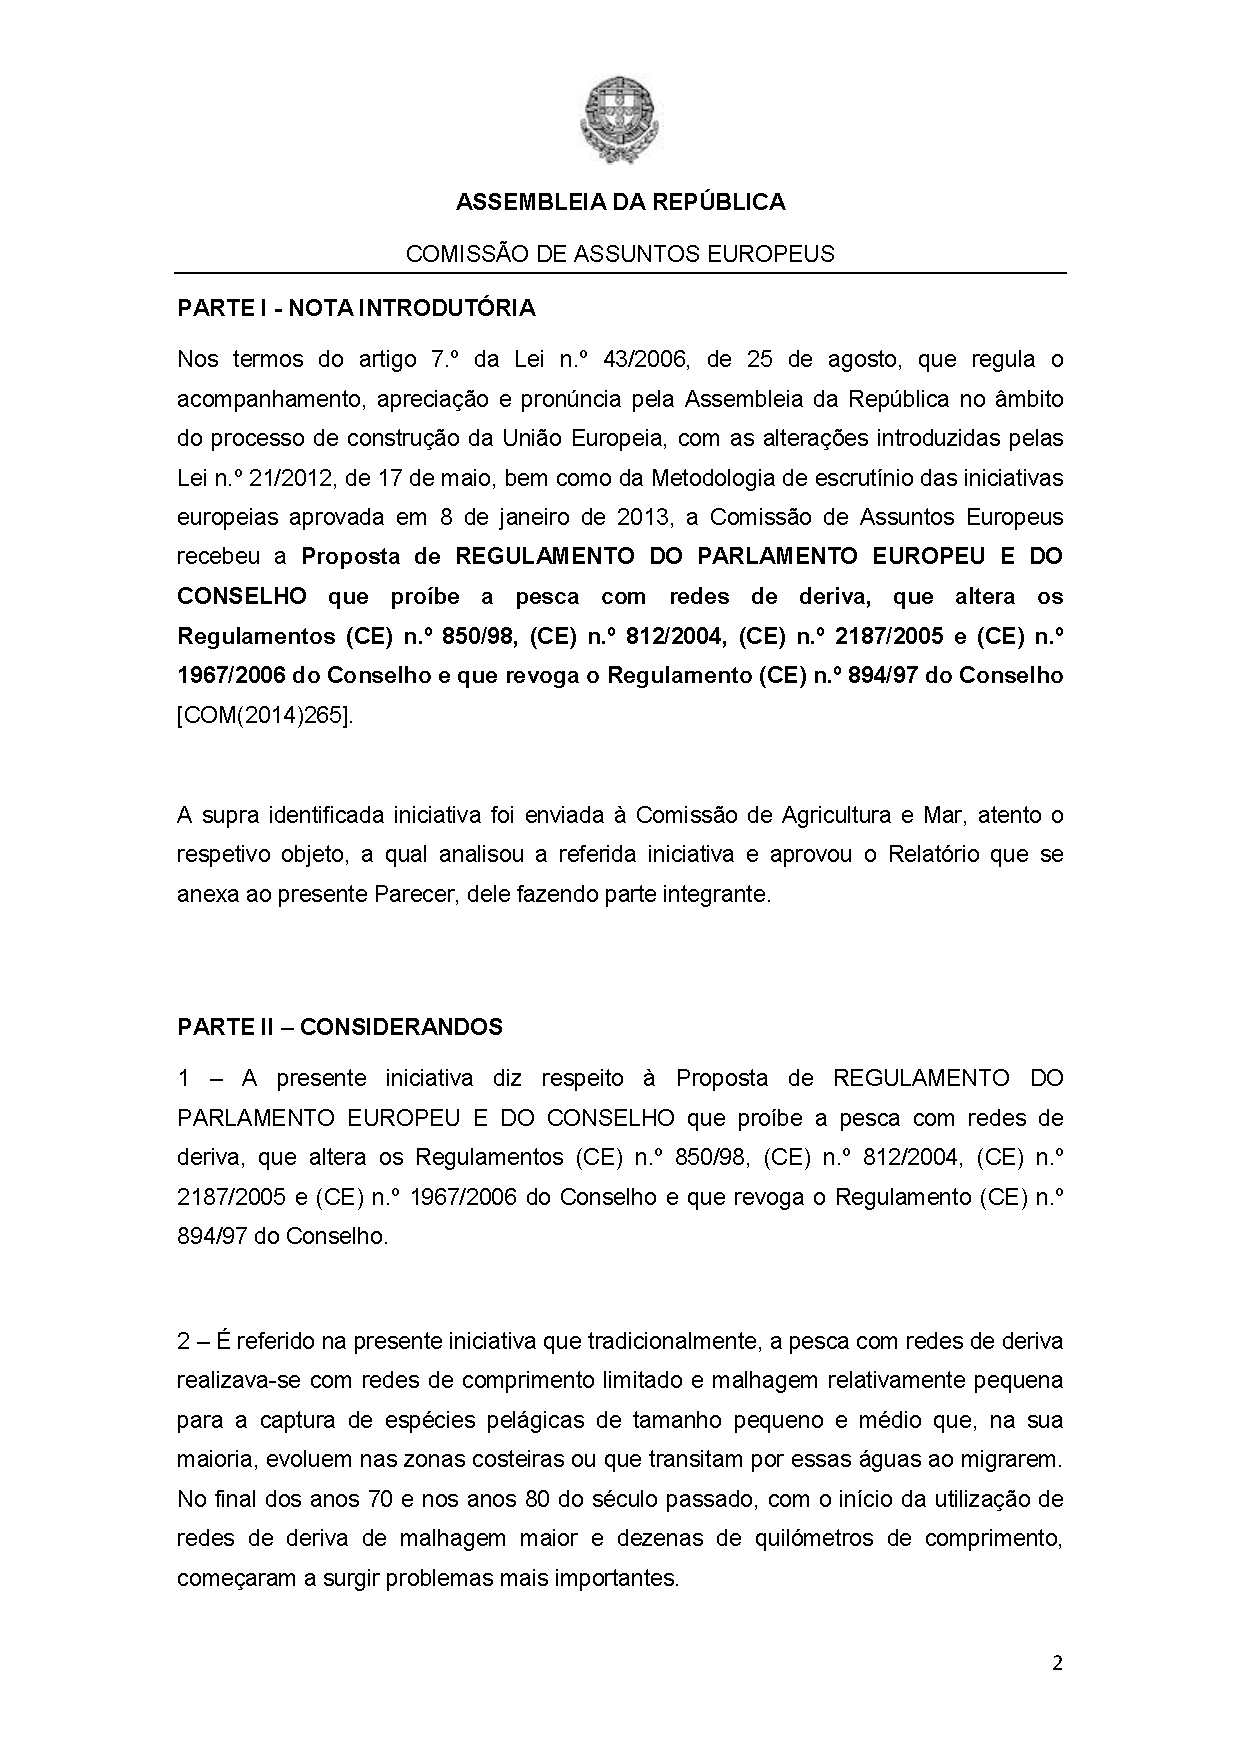 ASSEMBLEIA DA REPÚBLICA
COMISSÃO DE ASSUNTOS EUROPEUS
PARTE I - NOTA INTRODUTÓRIA
Nos termos do artigo 7.º da Lei n.º 43/2006, de 25 de agosto, que regula o
acompanhamento, apreciação e pronúncia pela Assembleia da República no âmbito
do processo de construção da União Europeia, com as alterações introduzidas pelas
Lei n.º 21/2012, de 17 de maio, bem como da Metodologia de escrutínio das iniciativas
europeias aprovada em 8 de janeiro de 2013, a Comissão de Assuntos Europeus
recebeu a Proposta de REGULAMENTO DO PARLAMENTO EUROPEU E DO
CONSELHO que proíbe a pesca com redes de deriva, que altera os
Regulamentos (CE) n.º 850/98, (CE) n.º 812/2004, (CE) n.º 2187/2005 e (CE) n.º
1967/2006 do Conselho e que revoga o Regulamento (CE) n.º 894/97 do Conselho
[COM(2014)265].
A supra identificada iniciativa foi enviada à Comissão de Agricultura e Mar, atento o
respetivo objeto, a qual analisou a referida iniciativa e aprovou o Relatório que se
anexa ao presente Parecer, dele fazendo parte integrante.
PARTE II – CONSIDERANDOS
1 – A presente iniciativa diz respeito à Proposta de REGULAMENTO DO
PARLAMENTO EUROPEU E DO CONSELHO que proíbe a pesca com redes de
deriva, que altera os Regulamentos (CE) n.º 850/98, (CE) n.º 812/2004, (CE) n.º
2187/2005 e (CE) n.º 1967/2006 do Conselho e que revoga o Regulamento (CE) n.º
894/97 do Conselho.
2 – É referido na presente iniciativa que tradicionalmente, a pesca com redes de deriva
realizava-se com redes de comprimento limitado e malhagem relativamente pequena
para a captura de espécies pelágicas de tamanho pequeno e médio que, na sua
maioria, evoluem nas zonas costeiras ou que transitam por essas águas ao migrarem.
No final dos anos 70 e nos anos 80 do século passado, com o início da utilização de
redes de deriva de malhagem maior e dezenas de quilómetros de comprimento,
começaram a surgir problemas mais importantes.
2